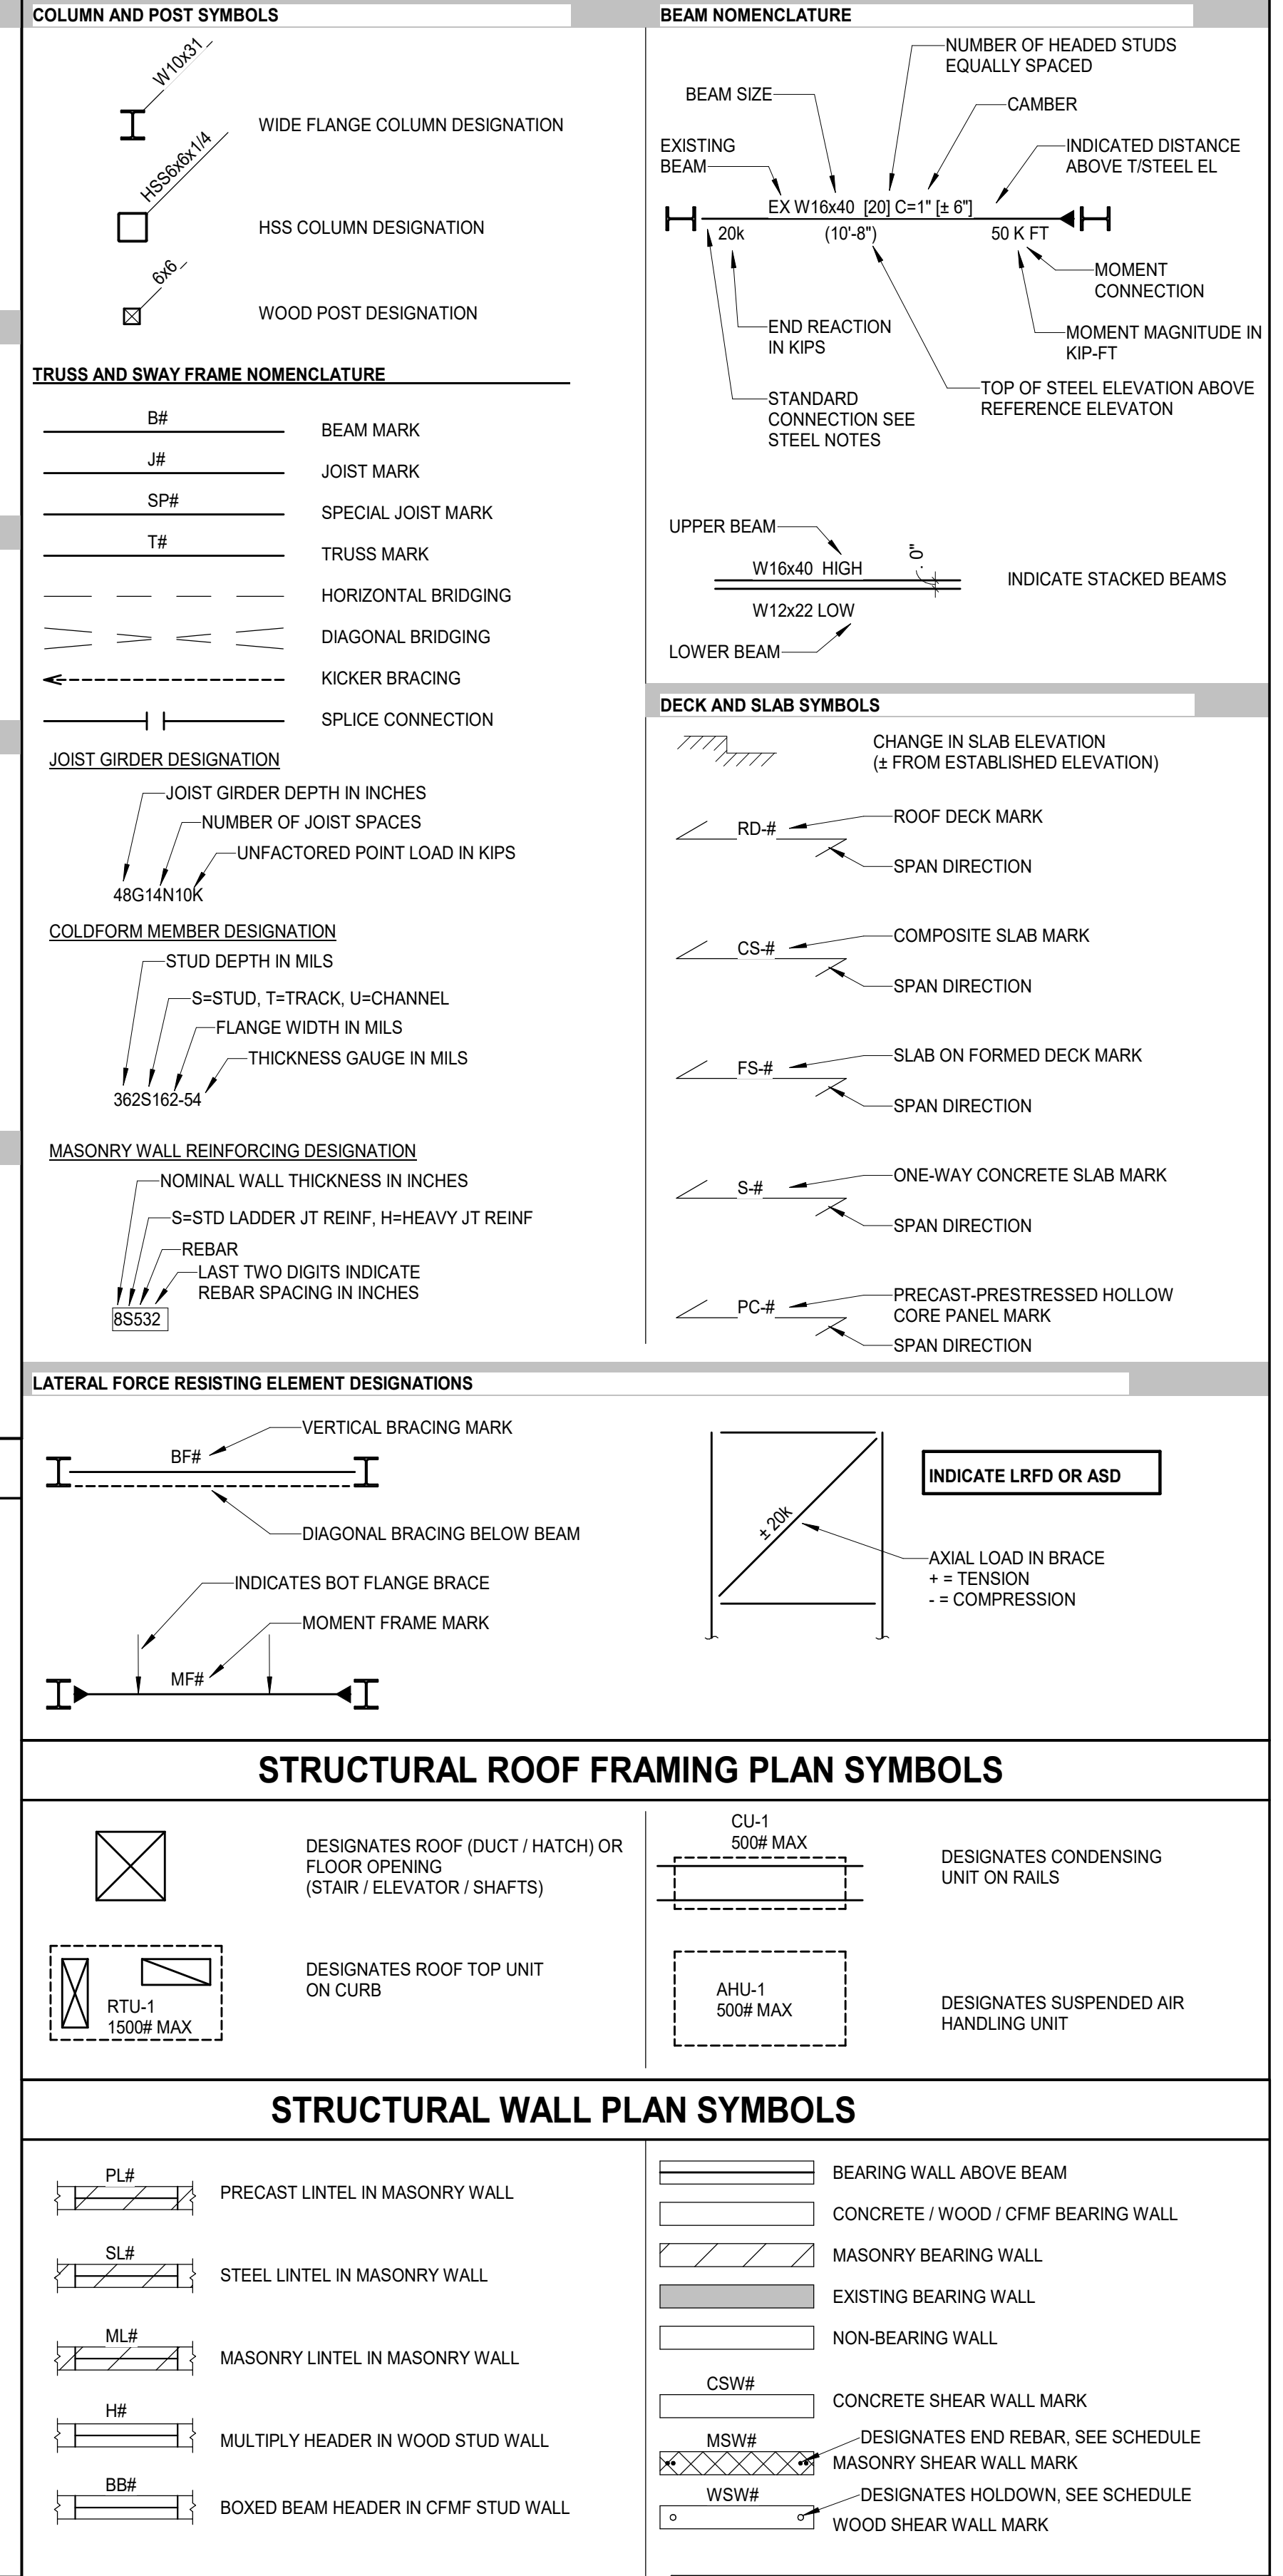 COLUMN AND POST SYMBOLS
W10x31
WIDE FLANGE COLUMN DESIGNATION
HSS6x6x1/4
HSS COLUMN DESIGNATION
6x6
WOOD POST DESIGNATION
TRUSS AND SWAY FRAME NOMENCLATURE
B#
BEAM MARK
J#
JOIST MARK
SP#
SPECIAL JOIST MARK
T#
TRUSS MARK
HORIZONTAL BRIDGING
DIAGONAL BRIDGING
KICKER BRACING
SPLICE CONNECTION
JOIST GIRDER DESIGNATION
JOIST GIRDER DEPTH IN INCHES
NUMBER OF JOIST SPACES
UNFACTORED POINT LOAD IN KIPS
48G14N10K
COLDFORM MEMBER DESIGNATION
STUD DEPTH IN MILS
S=STUD, T=TRACK, U=CHANNEL
FLANGE WIDTH IN MILS
THICKNESS GAUGE IN MILS
362S162-54
MASONRY WALL REINFORCING DESIGNATION
NOMINAL WALL THICKNESS IN INCHES
S=STD LADDER JT REINF, H=HEAVY JT REINF
REBAR
LAST TWO DIGITS INDICATE
REBAR SPACING IN INCHES
8S532
BEAM NOMENCLATURE
NUMBER OF HEADED STUDS
EQUALLY SPACED
BEAM SIZE
CAMBER
EXISTING
BEAM
INDICATED DISTANCE
ABOVE T/STEEL EL
EX W16x40 [20] C=1" [± 6"]
20k
(10'-8")
50 K FT
MOMENT
CONNECTION
END REACTION
IN KIPS
MOMENT MAGNITUDE IN
KIP-FT
STANDARD
CONNECTION SEE
STEEL NOTES
TOP OF STEEL ELEVATION ABOVE
REFERENCE ELEVATON
UPPER BEAM
W16x40 HIGH
0"
INDICATE STACKED BEAMS
W12x22 LOW
LOWER BEAM
DECK AND SLAB SYMBOLS
CHANGE IN SLAB ELEVATION
(± FROM ESTABLISHED ELEVATION)
RD-#
ROOF DECK MARK
SPAN DIRECTION
CS-#
COMPOSITE SLAB MARK
SPAN DIRECTION
FS-#
SLAB ON FORMED DECK MARK
SPAN DIRECTION
S-#
ONE-WAY CONCRETE SLAB MARK
SPAN DIRECTION
PC-#
PRECAST-PRESTRESSED HOLLOW
CORE PANEL MARK
SPAN DIRECTION
LATERAL FORCE RESISTING ELEMENT DESIGNATIONS
VERTICAL BRACING MARK
BF#
DIAGONAL BRACING BELOW BEAM
INDICATES BOT FLANGE BRACE
MOMENT FRAME MARK
MF#
INDICATE LRFD OR ASD
± 20k
AXIAL LOAD IN BRACE
+ = TENSION
- = COMPRESSION
STRUCTURAL ROOF FRAMING PLAN SYMBOLS
DESIGNATES ROOF (DUCT / HATCH) OR
FLOOR OPENING
(STAIR / ELEVATOR / SHAFTS)
RTU-1
1500# MAX
DESIGNATES ROOF TOP UNIT
ON CURB
CU-1
500# MAX
DESIGNATES CONDENSING
UNIT ON RAILS
AHU-1
500# MAX
DESIGNATES SUSPENDED AIR
HANDLING UNIT
STRUCTURAL WALL PLAN SYMBOLS
PL#
PRECAST LINTEL IN MASONRY WALL
SL#
STEEL LINTEL IN MASONRY WALL
ML#
MASONRY LINTEL IN MASONRY WALL
H#
MULTIPLY HEADER IN WOOD STUD WALL
BB#
BOXED BEAM HEADER IN CFMF STUD WALL
BEARING WALL ABOVE BEAM
CONCRETE / WOOD / CFMF BEARING WALL
MASONRY BEARING WALL
EXISTING BEARING WALL
NON-BEARING WALL
CSW#
CONCRETE SHEAR WALL MARK
MSW#
DESIGNATES END REBAR, SEE SCHEDULE
MASONRY SHEAR WALL MARK
WSW#
DESIGNATES HOLDOWN, SEE SCHEDULE
WOOD SHEAR WALL MARK